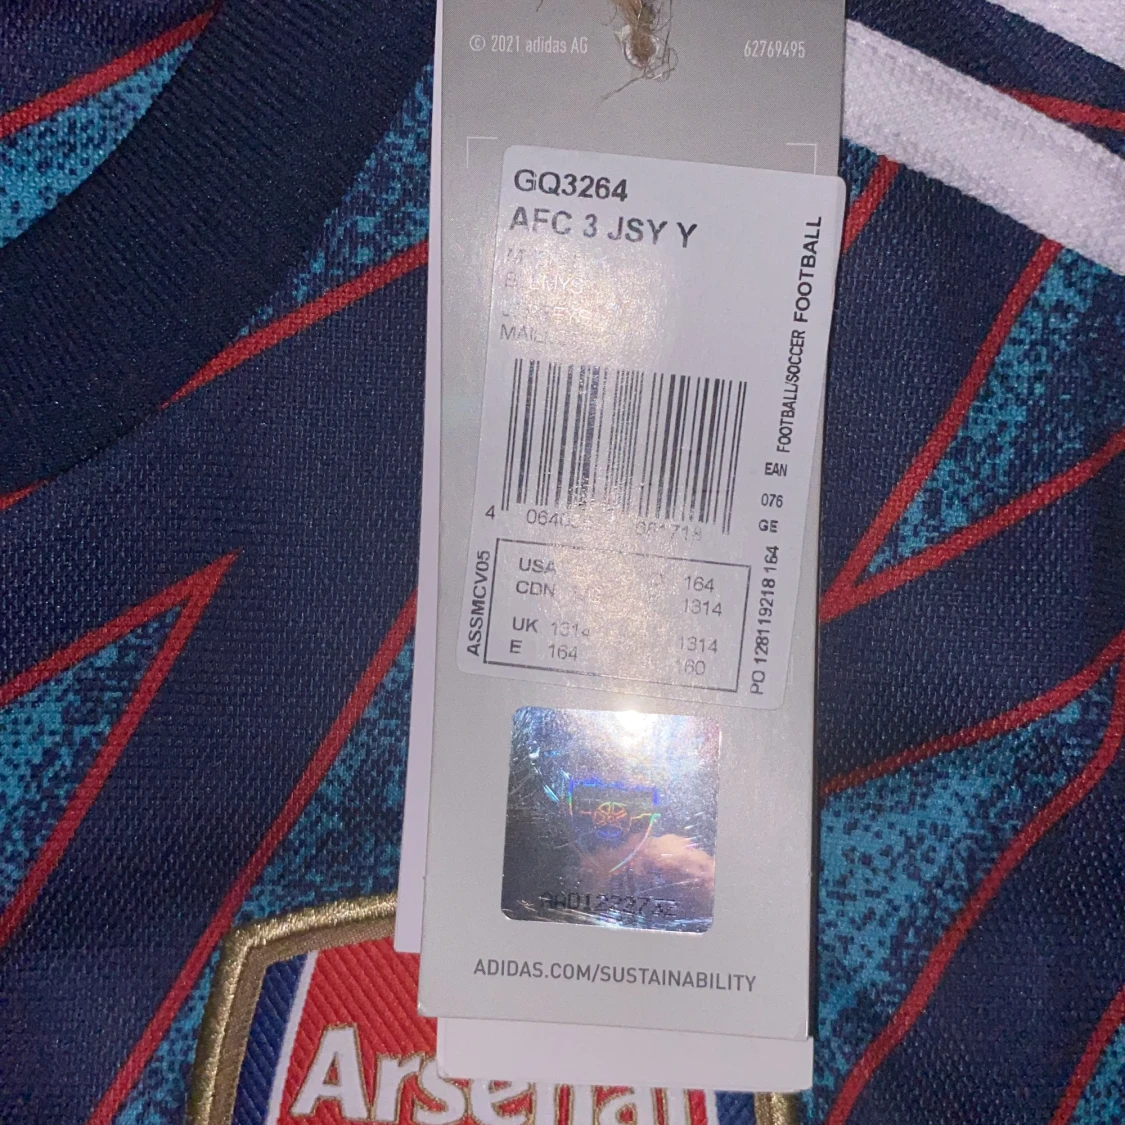 © 2021 adidas AG
62769495
GQ3264
AFC 3 JSY Y
FOOTBALL/SOCCER FOOTBALL
EAN
076
GE
4
ASSMCV05
USA 164
CDN 1314
UK 1314 1314
E 164 160
PO 128119218 164
ADIDAS.COM/SUSTAINABILITY
Arsenal